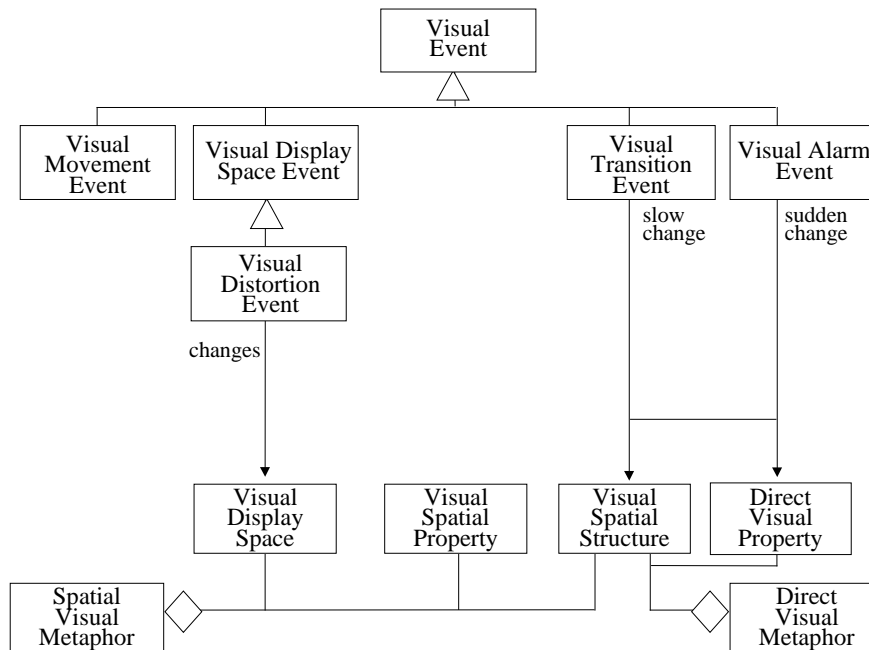 Visual
Event
Visual
Movement
Event
Visual Display
Space Event
Visual
Transition
Event
Visual Alarm
Event
slow
change
sudden
change
Visual
Distortion
Event
changes
Visual
Display
Space
Visual
Spatial
Property
Visual
Spatial
Structure
Direct
Visual
Property
Spatial
Visual
Metaphor
Direct
Visual
Metaphor